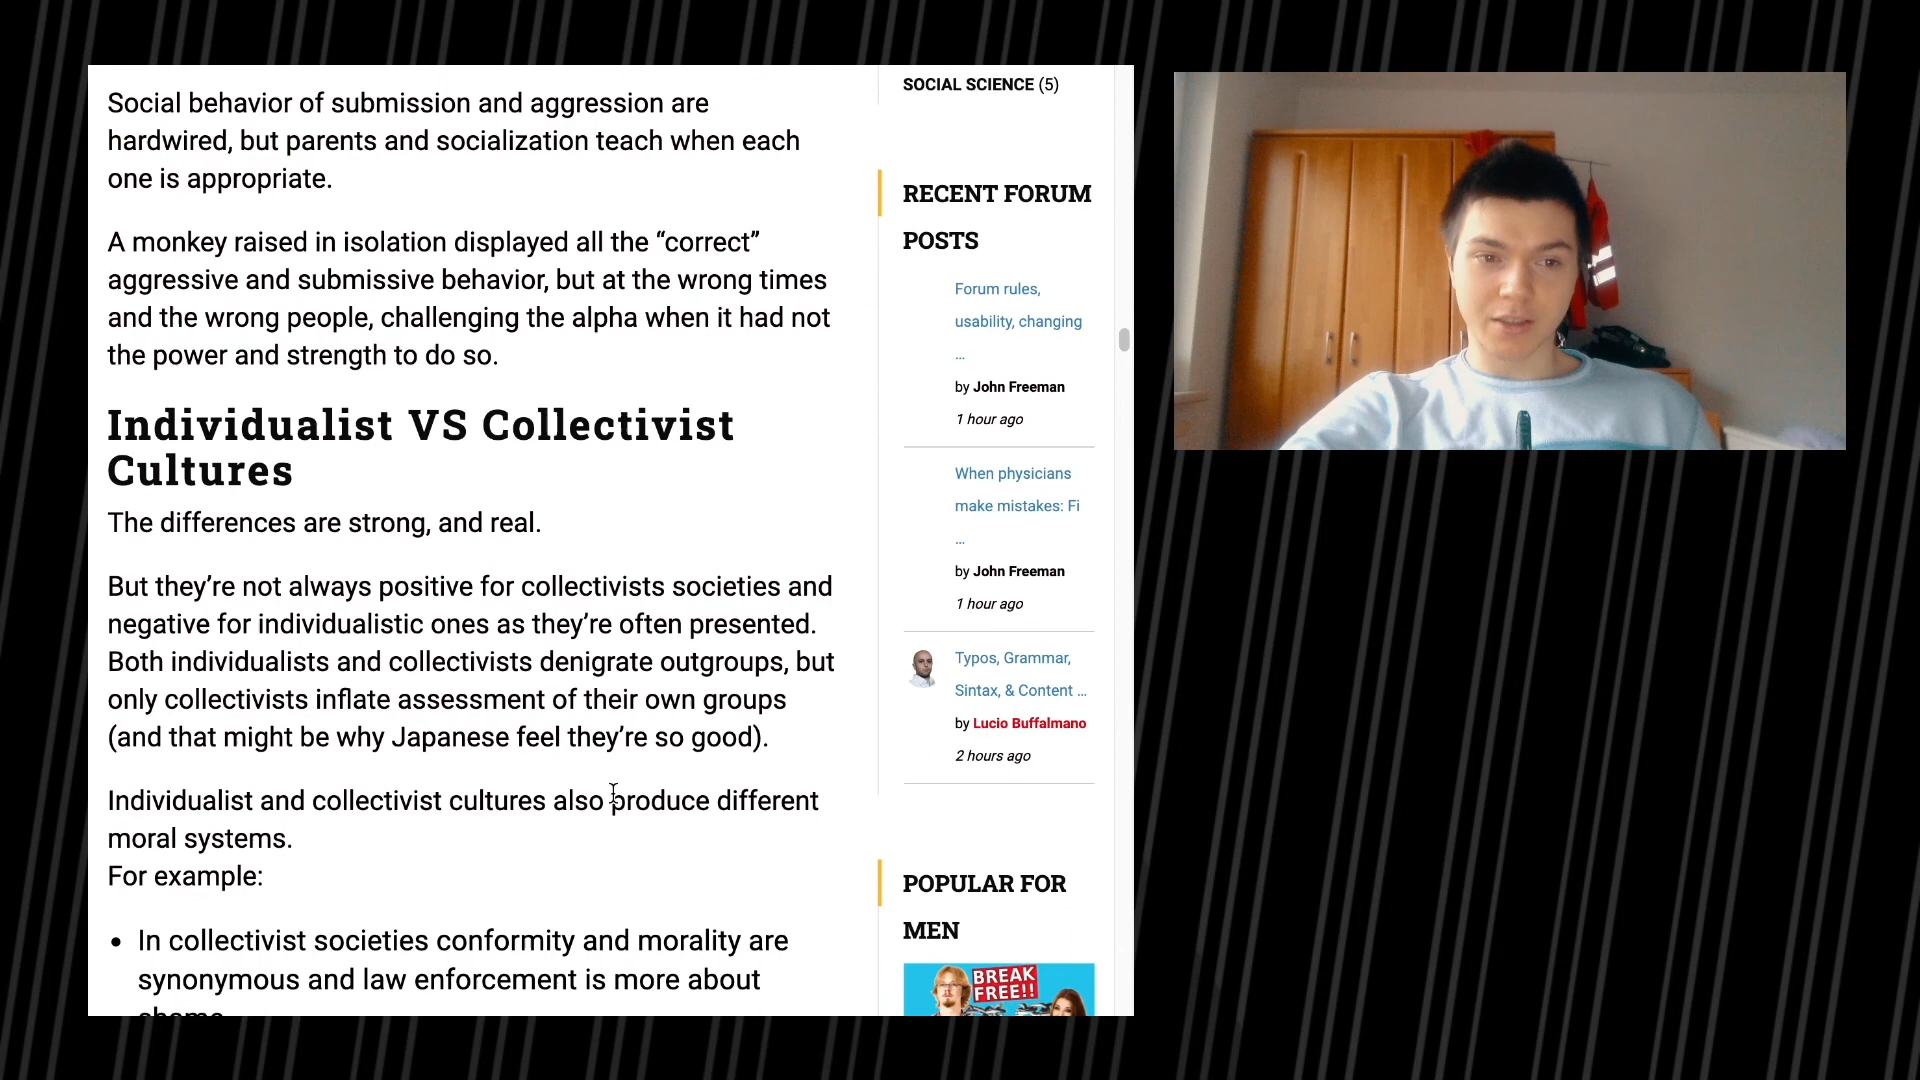 Social behavior of submission and aggression are
hardwired, but parents and socialization teach when each
one is appropriate.
A monkey raised in isolation displayed all the “correct”
aggressive and submissive behavior, but at the wrong times
and the wrong people, challenging the alpha when it had not
the power and strength to do so.
Individualist VS Collectivist
Cultures
The differences are strong, and real.
But they’re not always positive for collectivists societies and
negative for individualistic ones as they’re often presented.
Both individualists and collectivists denigrate outgroups, but
only collectivists inflate assessment of their own groups
(and that might be why Japanese feel they’re so good).
Individualist and collectivist cultures also produce different
moral systems.
For example:
• In collectivist societies conformity and morality are
synonymous and law enforcement is more about
shame
SOCIAL SCIENCE (5)
RECENT FORUM
POSTS
Forum rules,
usability, changing
...
by John Freeman
1 hour ago
When physicians
make mistakes: Fi
...
by John Freeman
1 hour ago
Typos, Grammar,
Sintax, & Content ...
by Lucio Buffalmano
2 hours ago
POPULAR FOR
MEN
BREAK
FREE!!